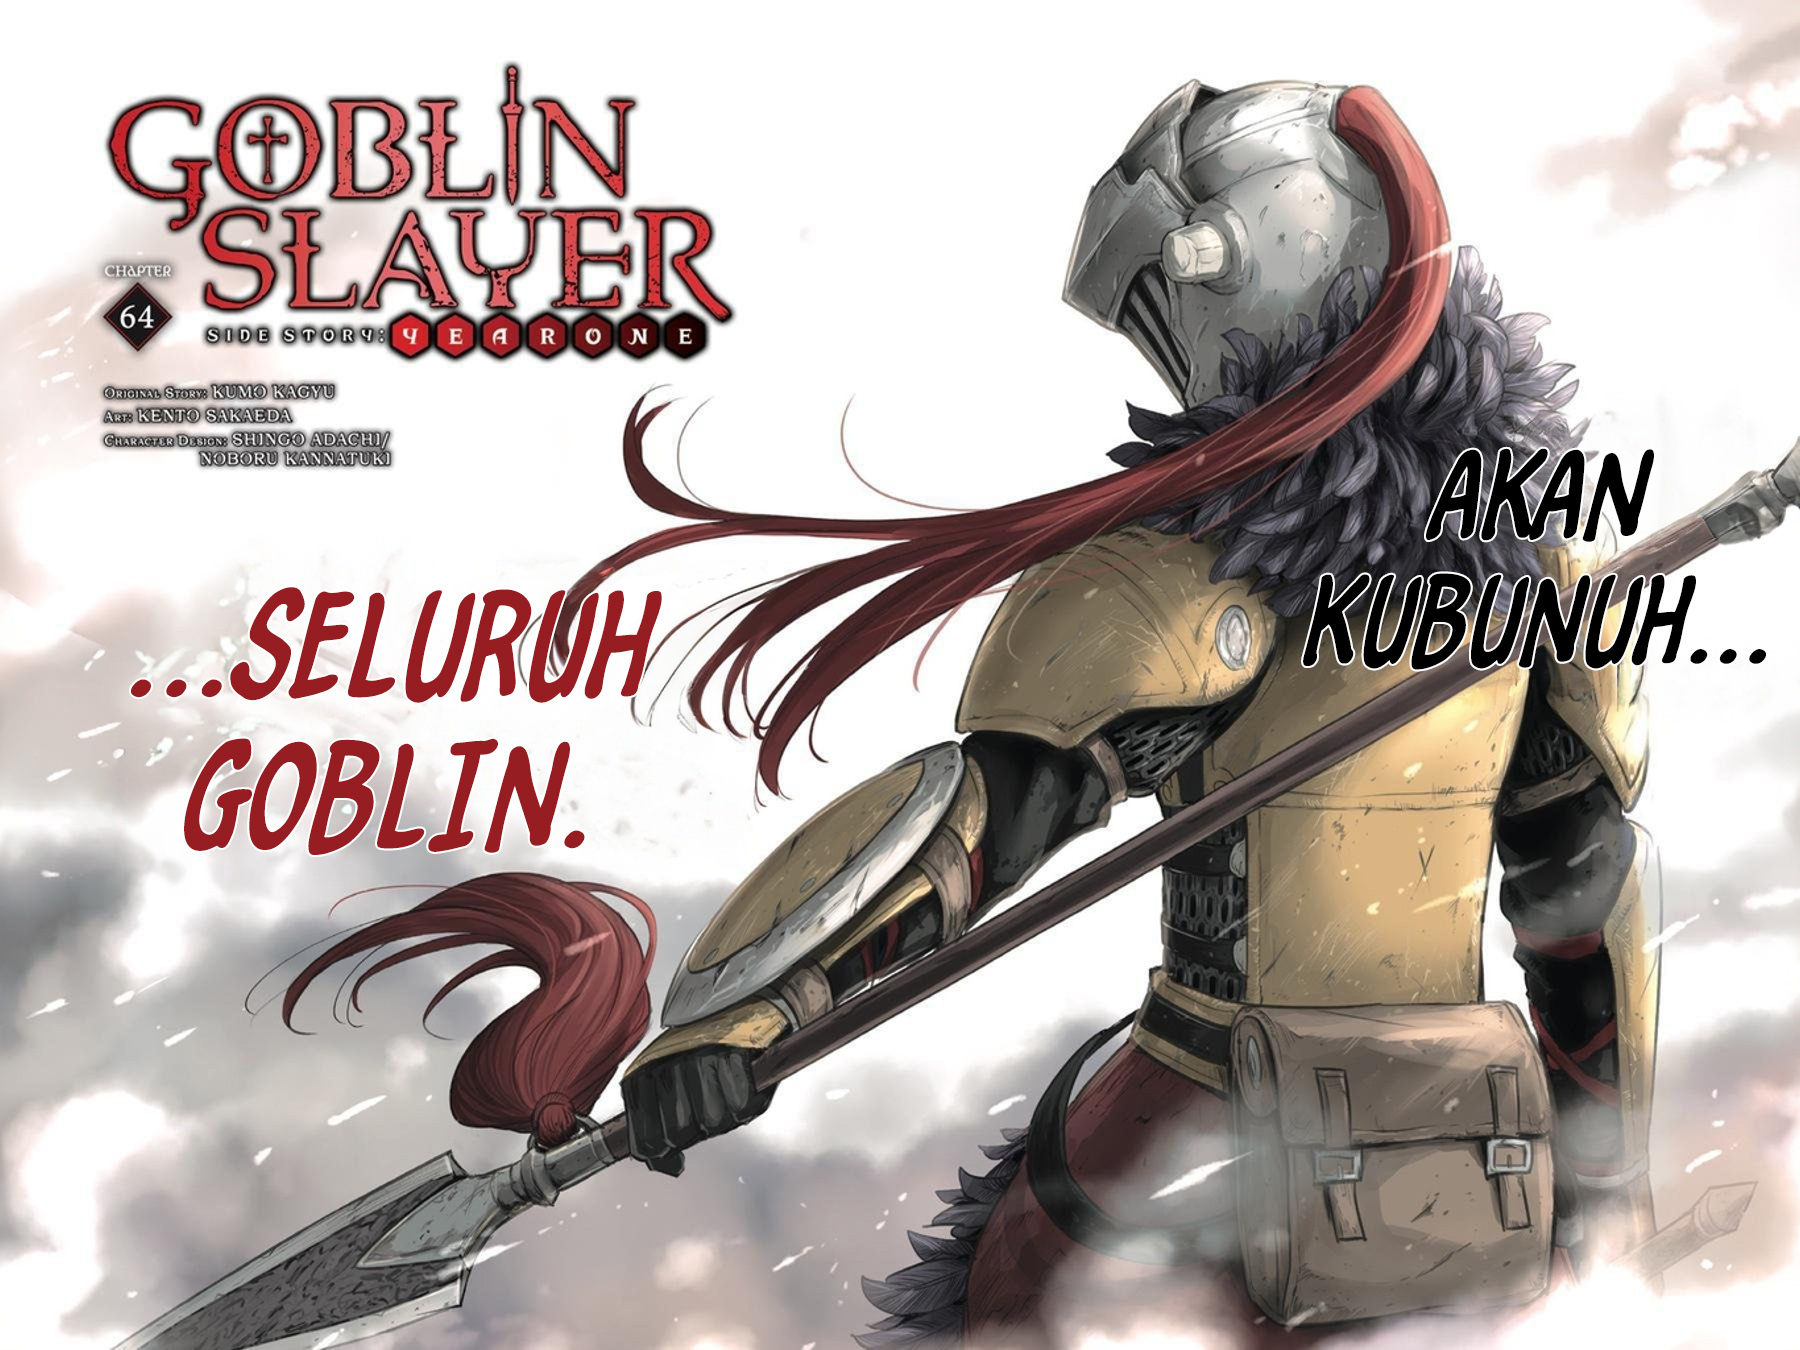 GOBLIN
SLAYER
CHAPTER
64
SIDE STORY: YEAR ONE
ORIGINAL STORY: KUMO KAGYU
ART: KENTO SAKAEDA
CHARACTER DESIGN: SHINGO ADACHI/
NOBORU KANNATUKI
AKAN
KUBUNUH...
...SELURUH
GOBLIN.